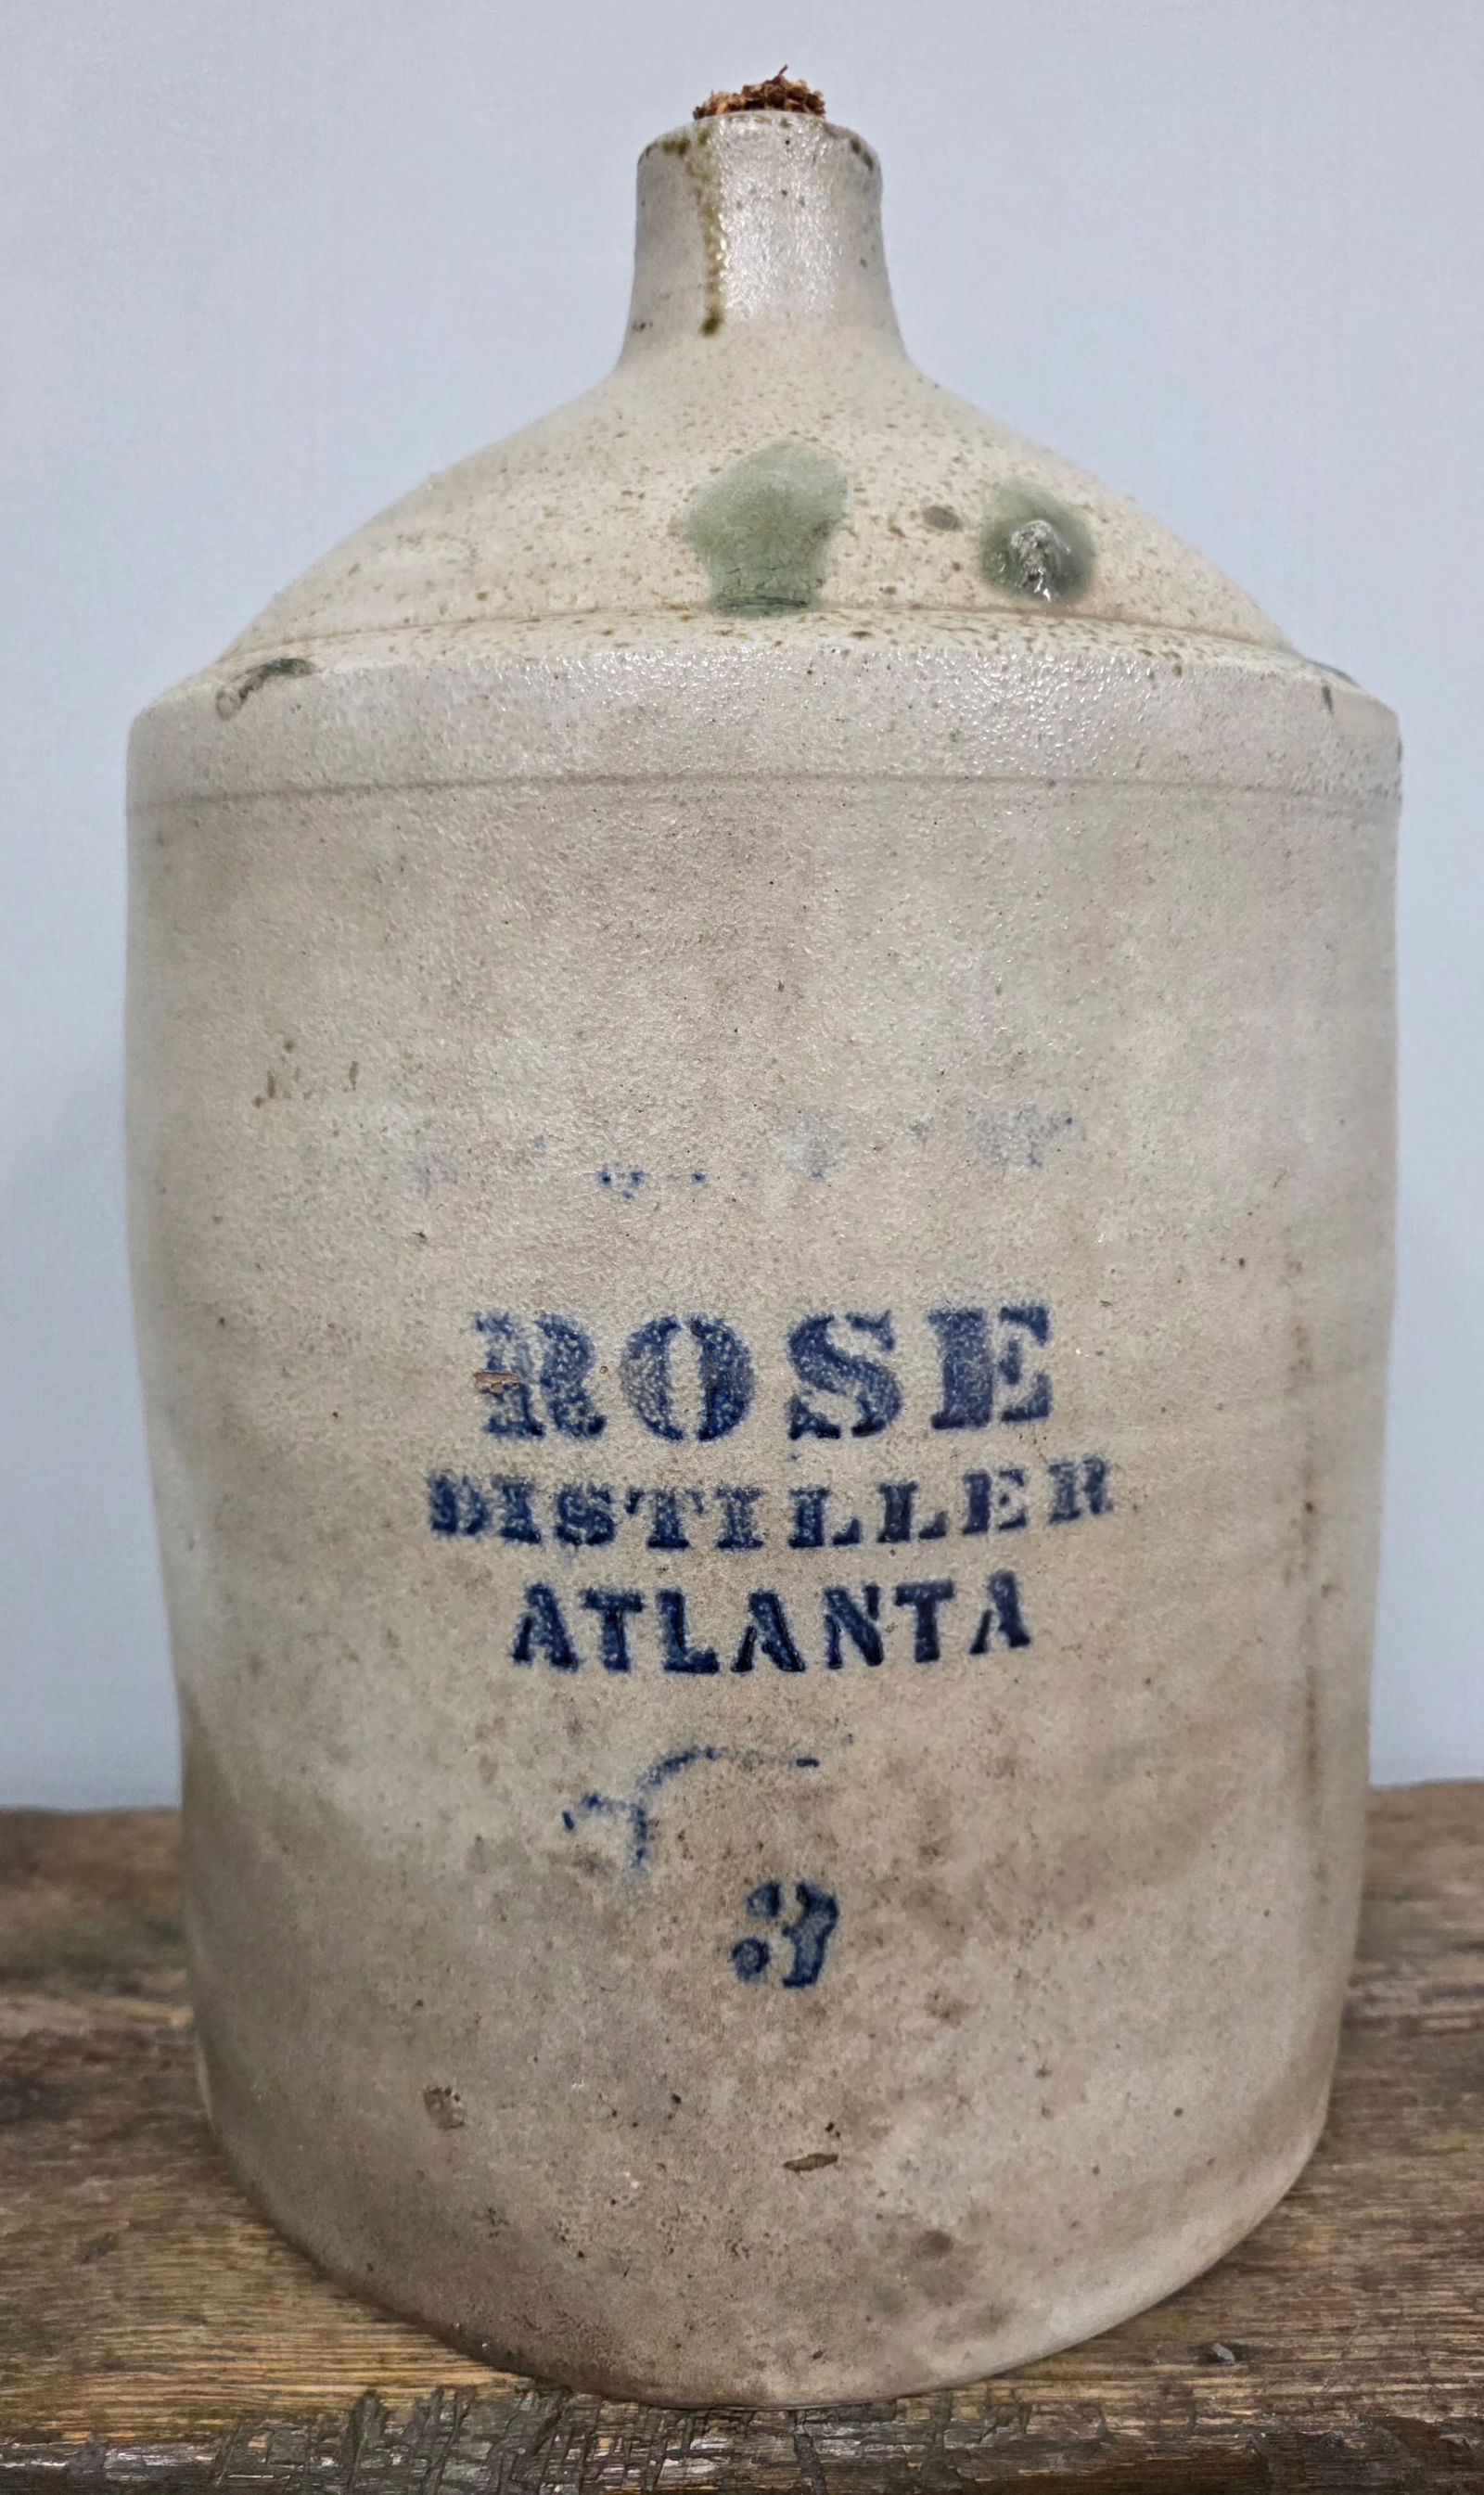 ROSE
DISTILLER
ATLANTA
3